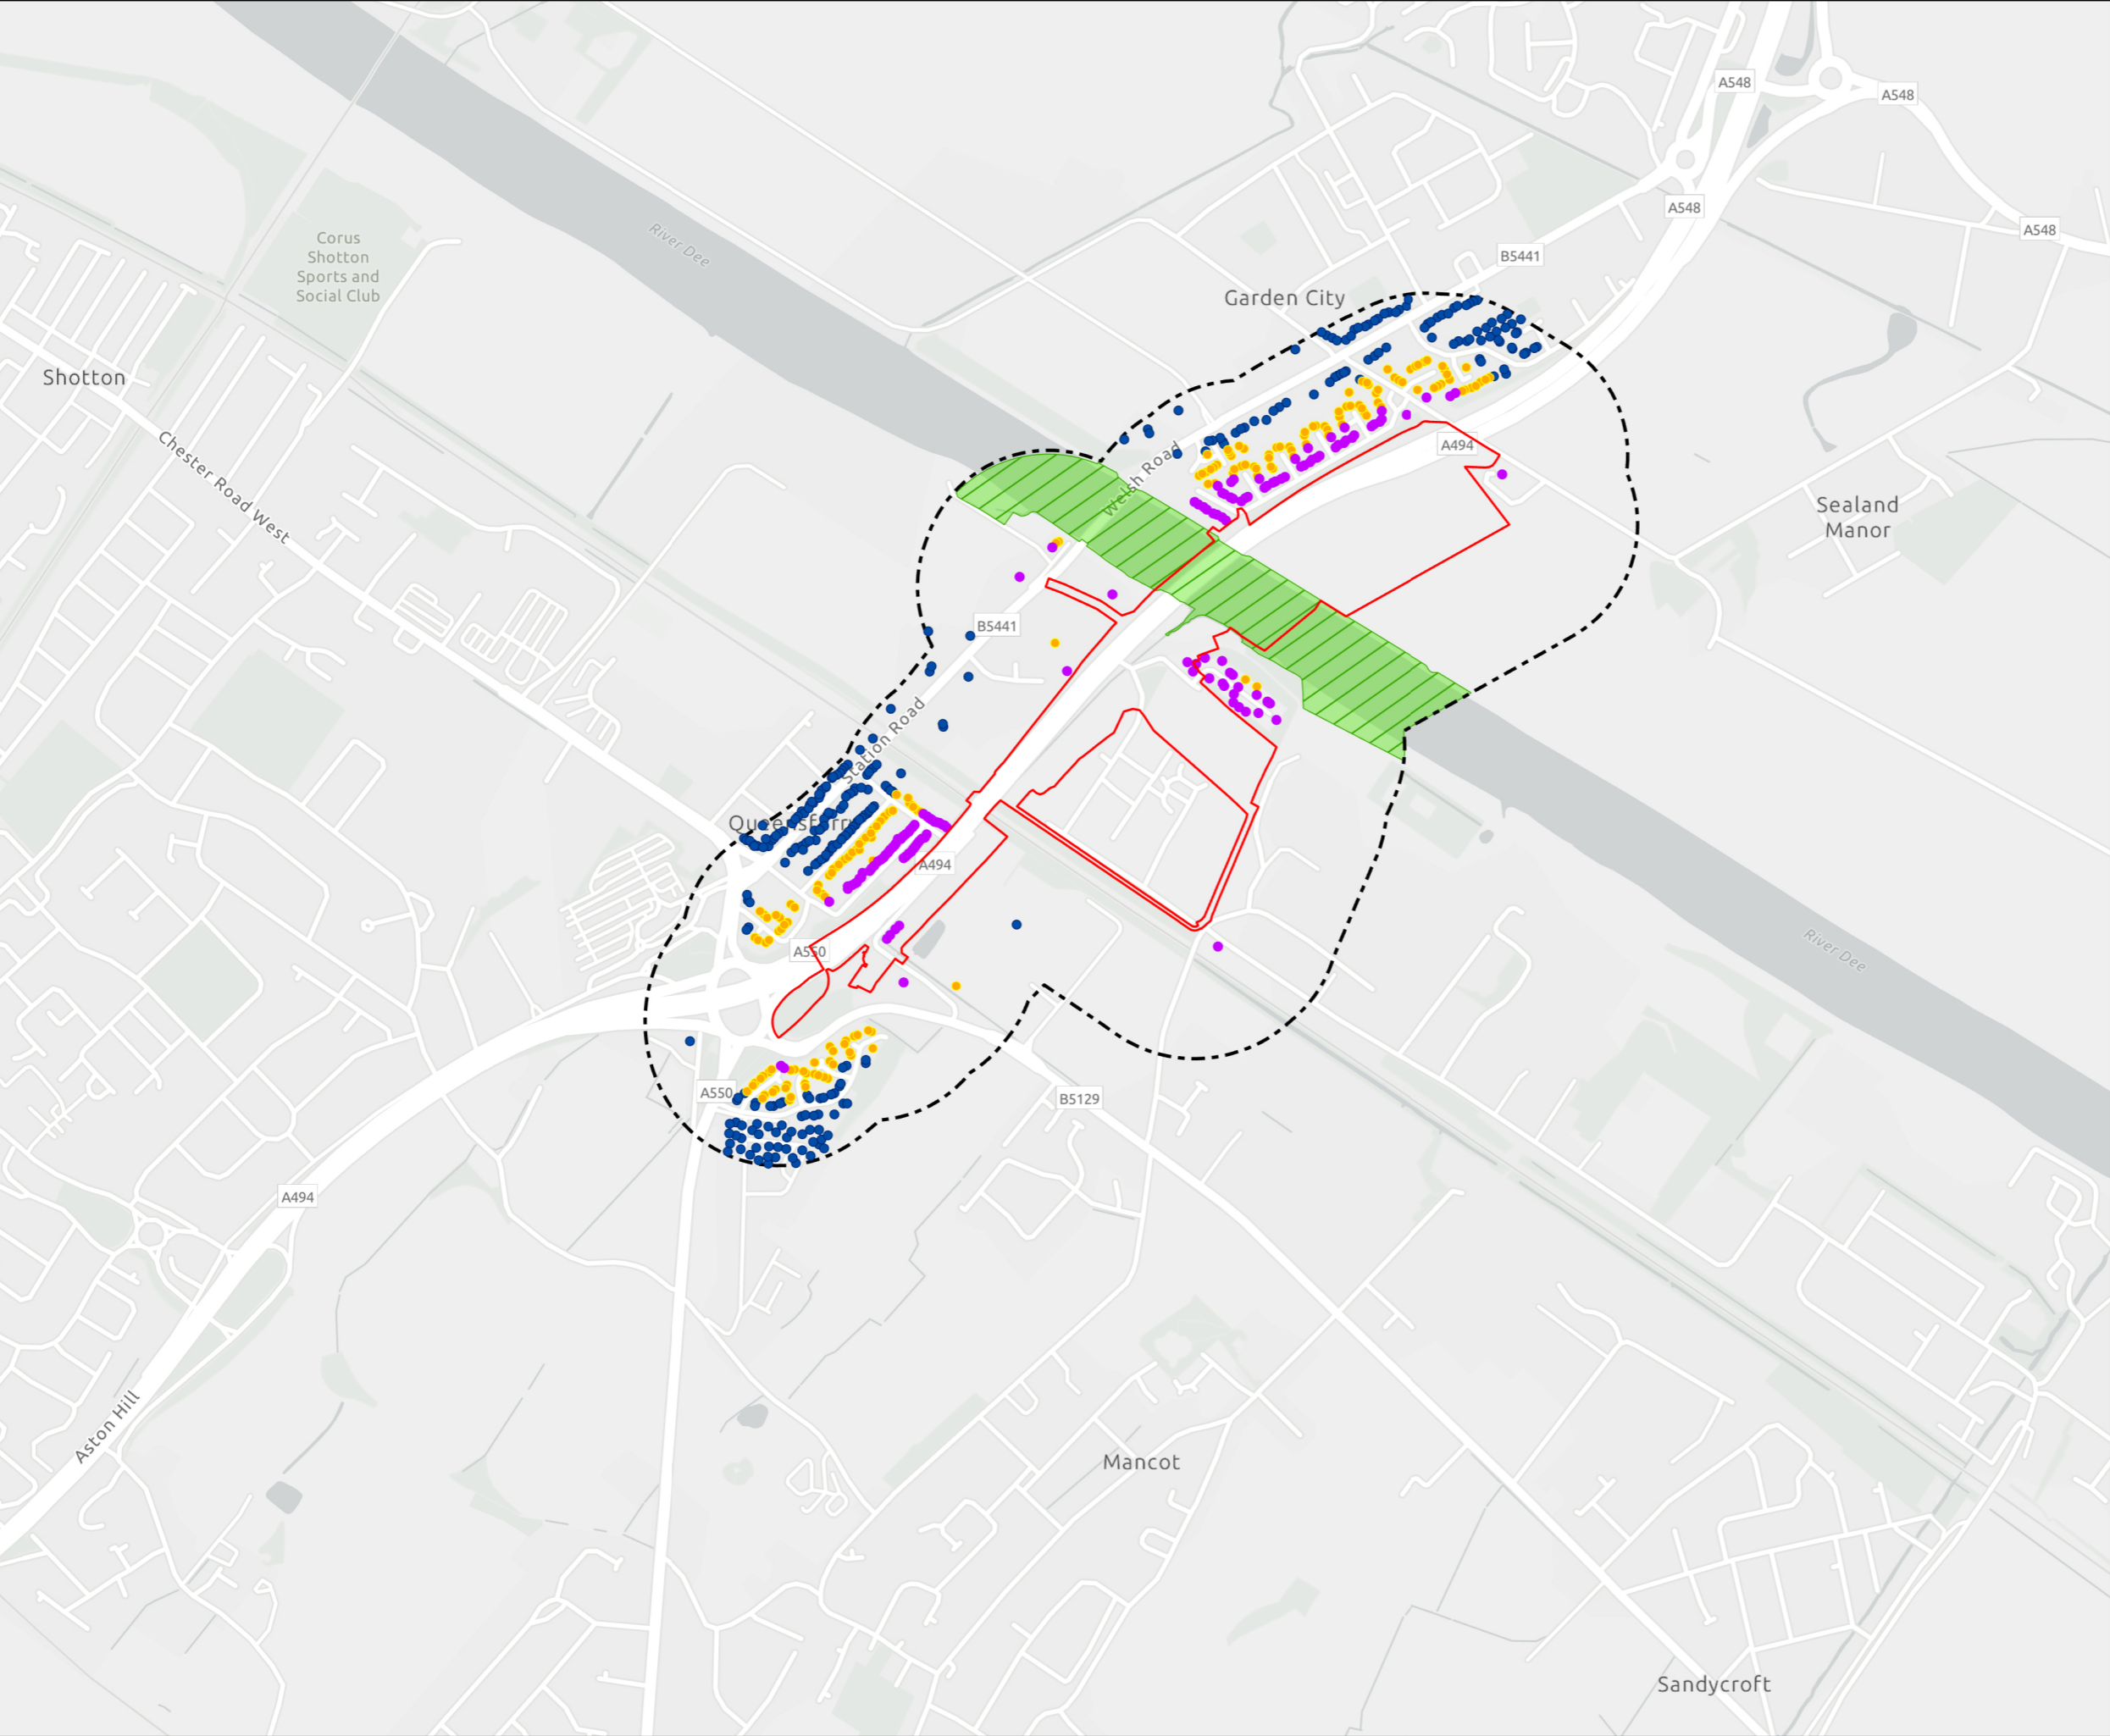 A548
A548
A548
A548
River Dee
Corus
Shotton
Sports and
Social Club
B5441
Garden City
Shotton
Chester Road West
Welsh Road
A494
Sealand
Manor
B5441
Station Road
Queensferry
A494
A550
River Dee
A550
B5129
A494
Aston Hill
Mancot
Sandycroft